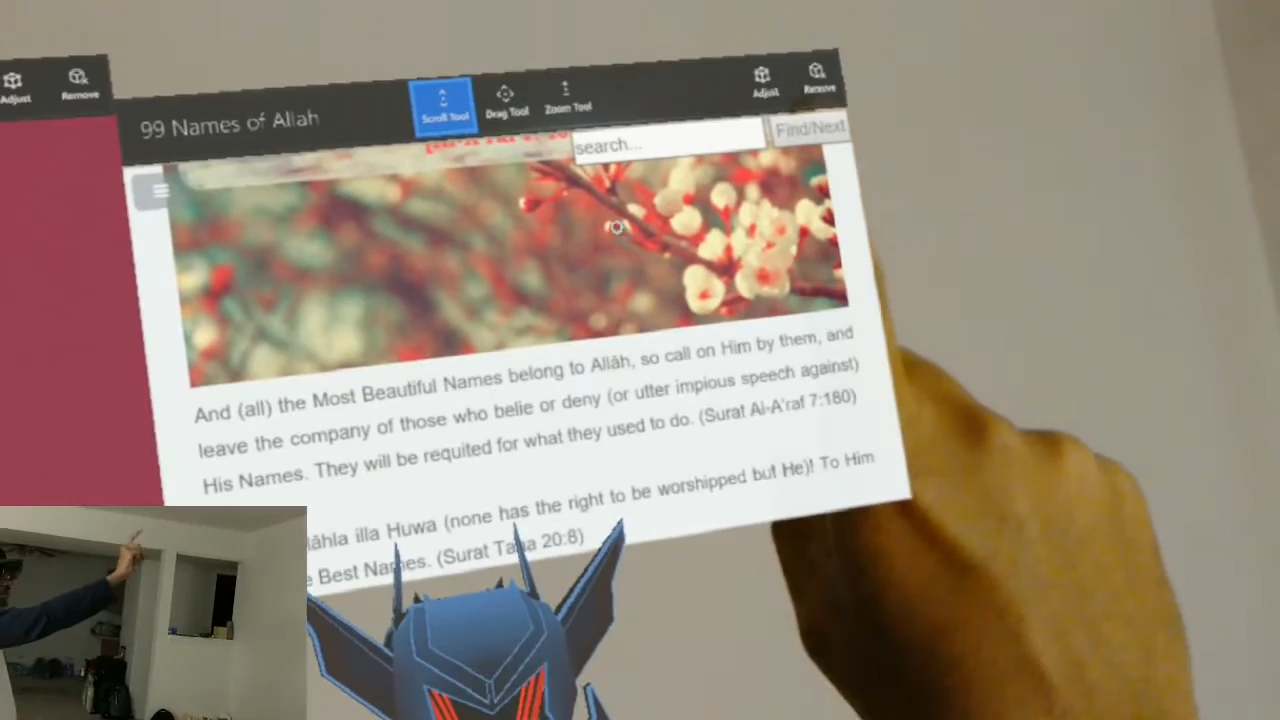 Adjust
Remove
99 Names of Allah
Scroll Tool
Drag Tool
Zoom Tool
Adjust
Remove
search...
Find/Next
And (all) the Most Beautiful Names belong to Allâh, so call on Him by them, and
leave the company of those who belie or deny (or utter impious speech against)
His Names. They will be requited for what they used to do. (Surat Al-A'raf 7:180)
illa Huwa (none has the right to be worshipped but He)! To Him
Best Names. (Surat Taha 20:8)